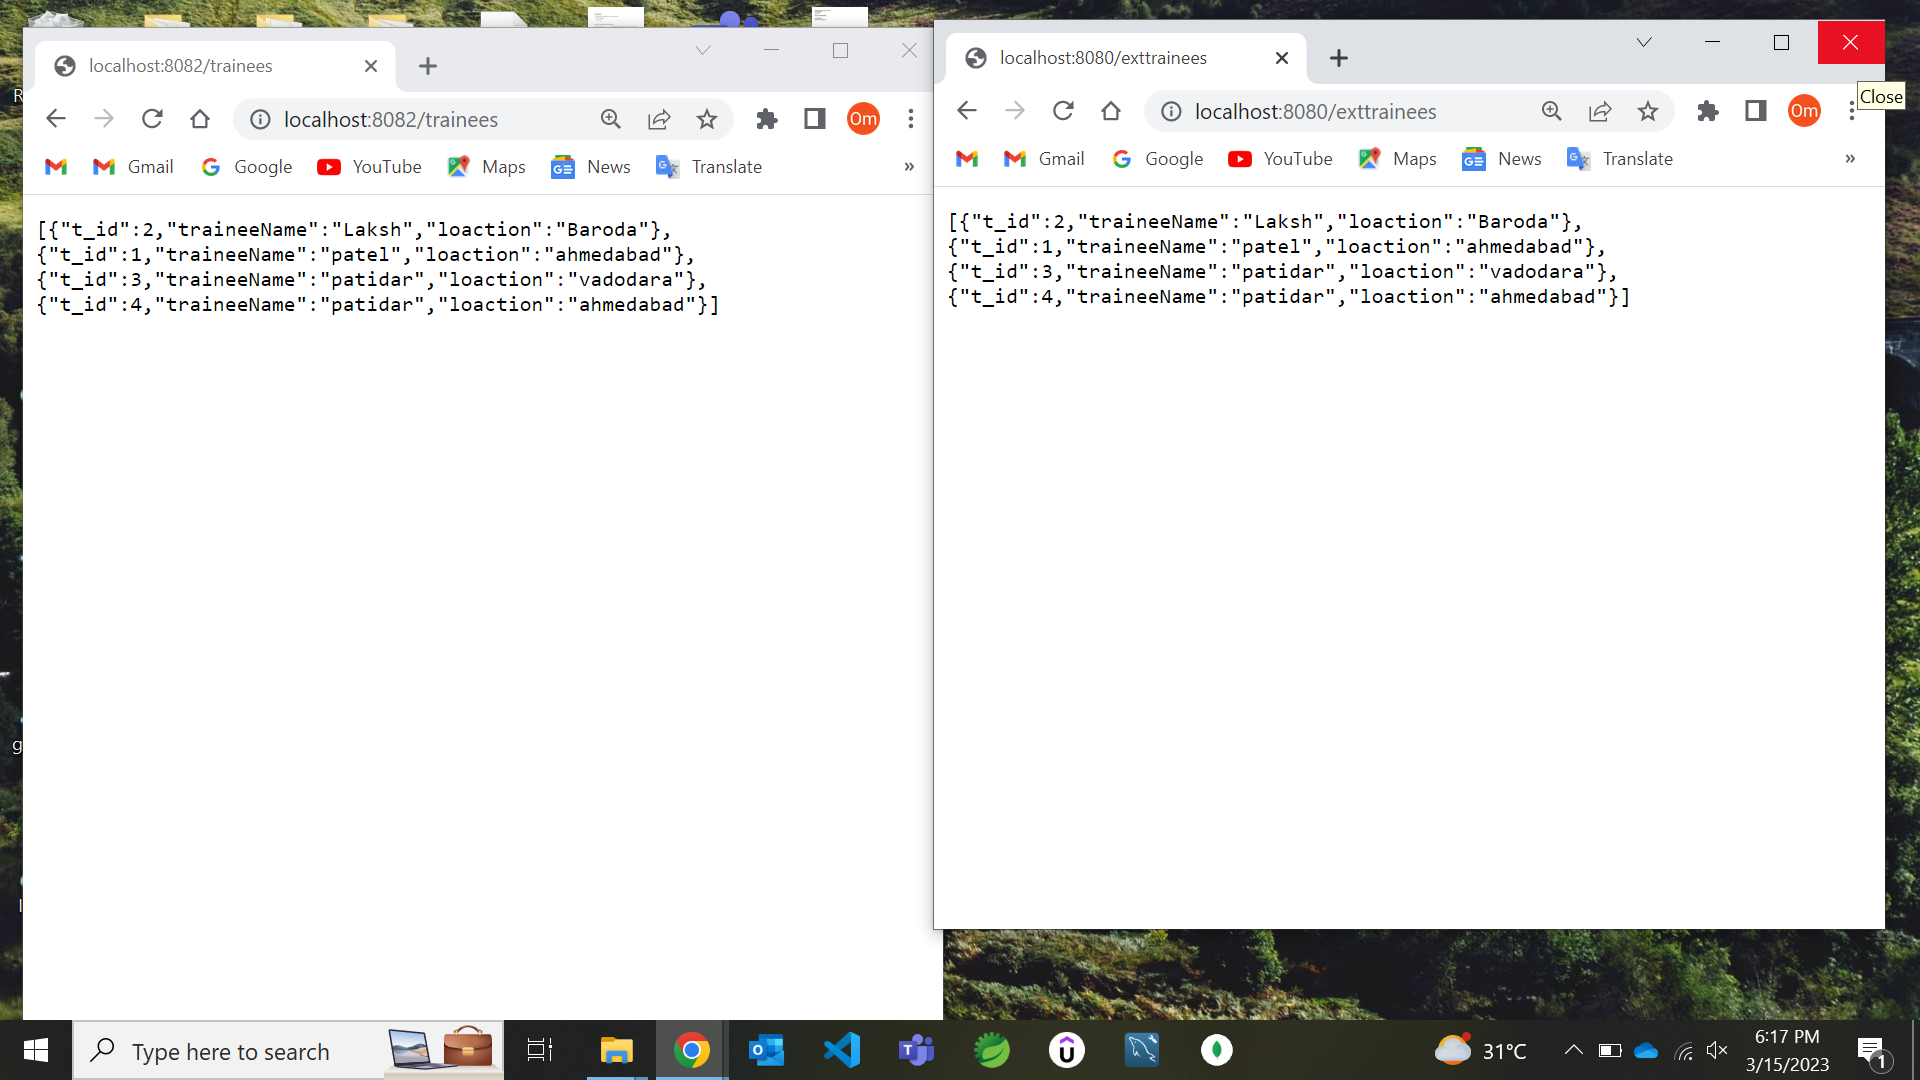 localhost:8082/trainees
localhost:8082/trainees
Om
Gmail
Google
YouTube
Maps
News
Translate
»
[{"t_id":2,"traineeName":"Laksh","loaction":"Baroda"},
{"t_id":1,"traineeName":"patel","loaction":"ahmedabad"},
{"t_id":3,"traineeName":"patidar","loaction":"vadodara"},
{"t_id":4,"traineeName":"patidar","loaction":"ahmedabad"}]
localhost:8080/exttrainees
Close
localhost:8080/exttrainees
Om
Gmail
Google
YouTube
Maps
News
Translate
»
[{"t_id":2,"traineeName":"Laksh","loaction":"Baroda"},
{"t_id":1,"traineeName":"patel","loaction":"ahmedabad"},
{"t_id":3,"traineeName":"patidar","loaction":"vadodara"},
{"t_id":4,"traineeName":"patidar","loaction":"ahmedabad"}]
R
g
Type here to search
31°C
6:17 PM
3/15/2023
1